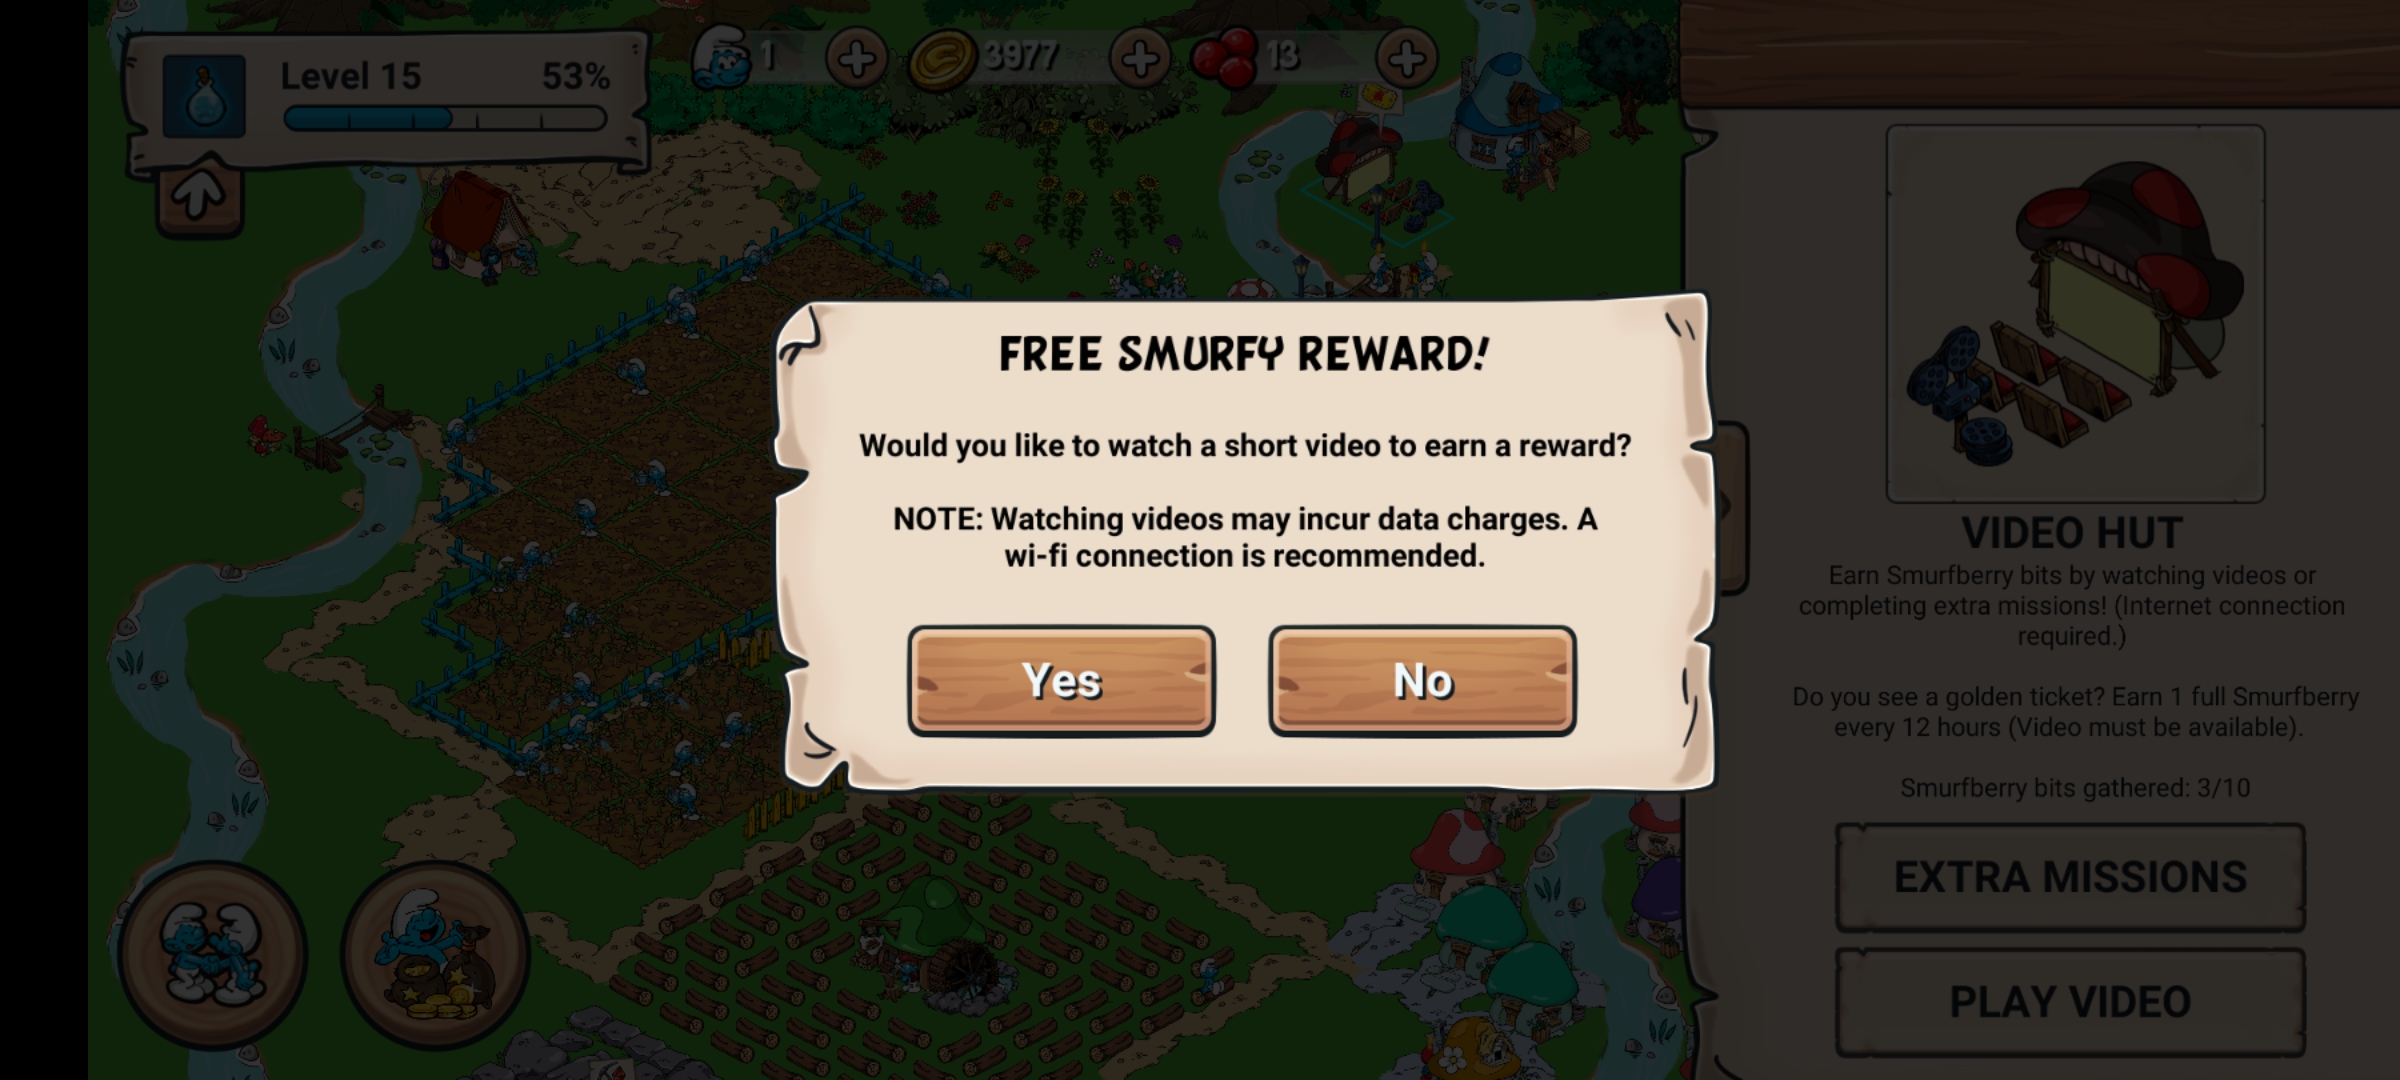 Level 15
53%
1
3977
13
FREE SMURFY REWARD!
Would you like to watch a short video to earn a reward?
NOTE: Watching videos may incur data charges. A
wi-fi connection is recommended.
Yes
No
VIDEO HUT
Earn Smurfberry bits by watching videos or
completing extra missions! (Internet connection
required.)
Do you see a golden ticket? Earn 1 full Smurfberry
every 12 hours (Video must be available).
Smurfberry bits gathered: 3/10
EXTRA MISSIONS
PLAY VIDEO